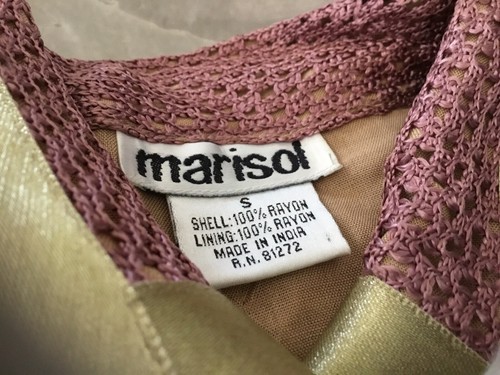 marisol
S
SHELL:100% RAYON
LINING:100% RAYON
MADE IN INDIA
R.N. 81272